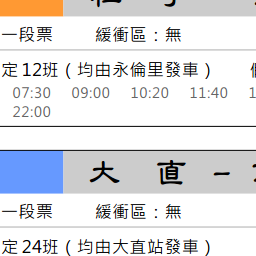 一段票 緩衝區：無
定 12班 ( 均由永倫里發車 )
07:30 09:00 10:20 11:40
22:00
大 直 -
一段票 緩衝區：無
定 24班 ( 均由大直站發車 )